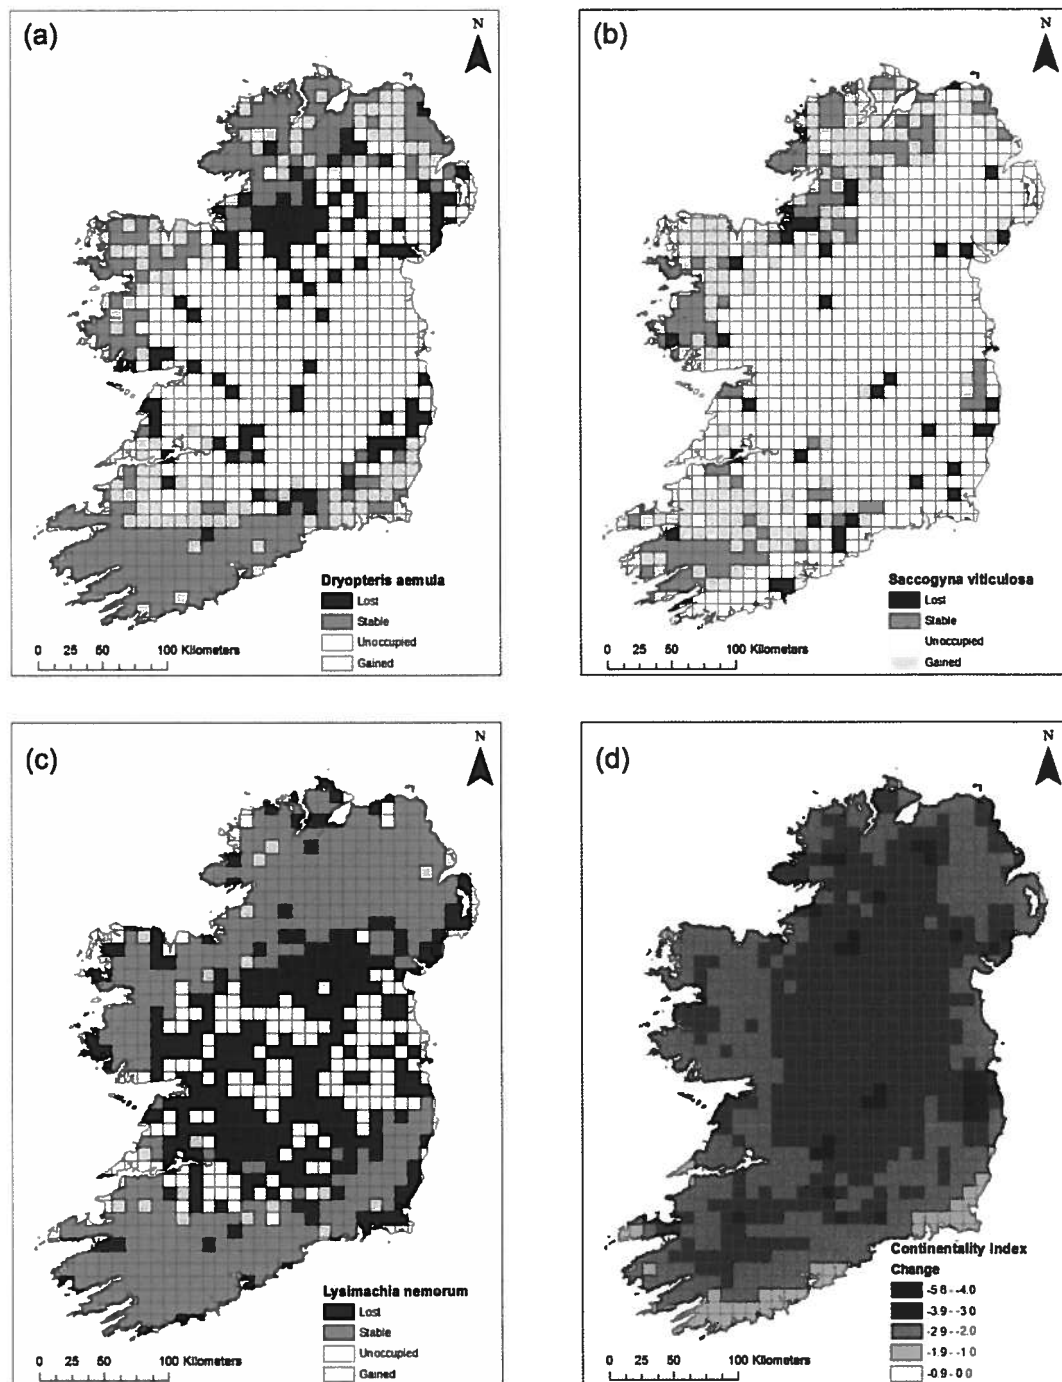 (a)
N
Dryopteris aemula
Lost
Stable
Unoccupied
Gained
0 25 50 100 Kilometers
(b)
N
Saccogyna viticulosa
Lost
Stable
Unoccupied
Gained
0 25 50 100 Kilometers
(c)
N
Lysimachia nemorum
Lost
Stable
Unoccupied
Gained
0 25 50 100 Kilometers
(d)
N
Continentality Index
Change
-5.8 - -4.0
-3.9 - -3.0
-2.9 - -2.0
-1.9 - -1.0
-0.9 - 0.0
0 25 50 100 Kilometers